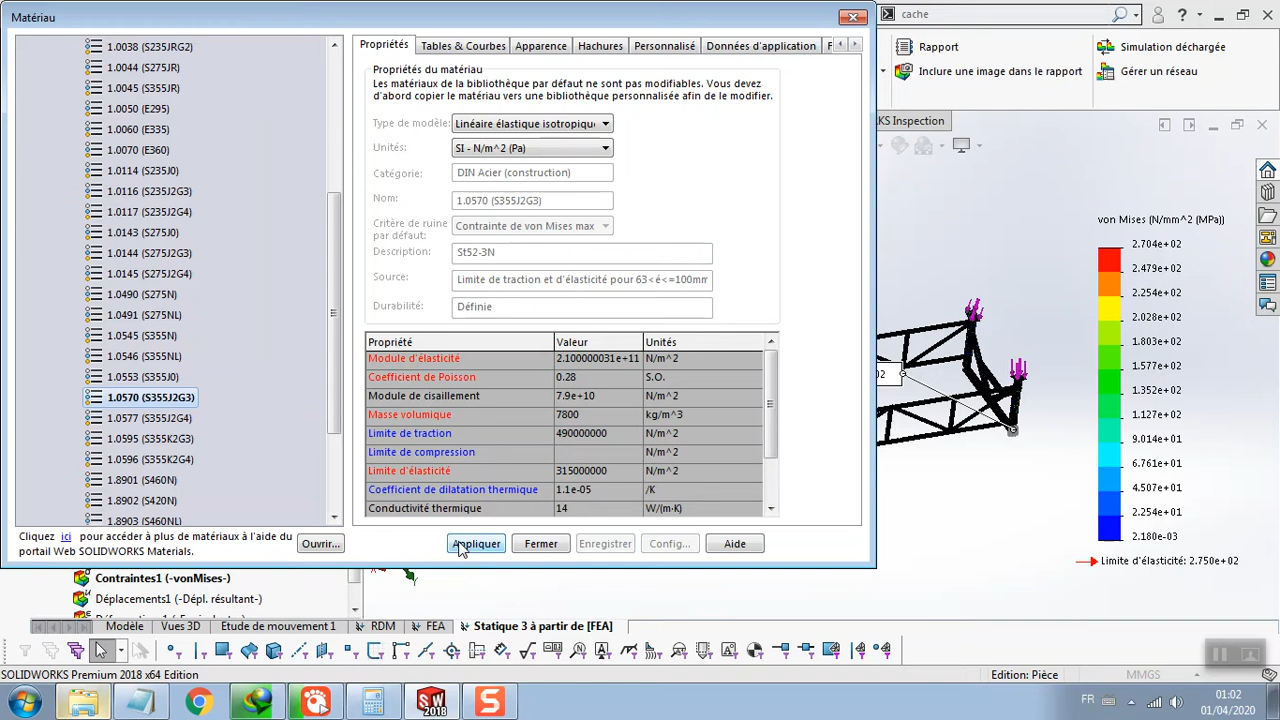 Matériau
cache
1.0038 (S235JRG2)
1.0044 (S275JR)
1.0045 (S355JR)
1.0050 (E295)
1.0060 (E335)
1.0070 (E360)
1.0114 (S235J0)
1.0116 (S235J2G3)
1.0117 (S235J2G4)
1.0143 (S275J0)
1.0144 (S275J2G3)
1.0145 (S275J2G4)
1.0490 (S275N)
1.0491 (S275NL)
1.0545 (S355N)
1.0546 (S355NL)
1.0553 (S355J0)
1.0570 (S355J2G3)
1.0577 (S355J2G4)
1.0595 (S355K2G3)
1.0596 (S355K2G4)
1.8901 (S460N)
1.8902 (S420N)
1.8903 (S460NL)
Cliquez ici pour accéder à plus de matériaux à l'aide du
portail Web SOLIDWORKS Materials.
Ouvrir...
Propriétés Tables & Courbes Apparence Hachures Personnalisé Données d'application F
Propriétés du matériau
Les matériaux de la bibliothèque par défaut ne sont pas modifiables. Vous devez
d'abord copier le matériau vers une bibliothèque personnalisée afin de modifier.
Type de modèle: Linéaire élastique isotropique
Unités: SI - N/m^2 (Pa)
Catégorie: DIN Acier (construction)
Nom: 1.0570 (S355J2G3)
Critère de ruine
par défaut: Contrainte de von Mises max
Description: St52-3N
Source: Limite de traction et d'élasticité pour 63<é<=100mm
Durabilité: Définie
Propriété Valeur Unités
Module d'élasticité 2.100000031e+11 N/m^2
Coefficient de Poisson 0.28 S.O.
Module de cisaillement 7.9e+10 N/m^2
Masse volumique 7800 kg/m^3
Limite de traction 490000000 N/m^2
Limite de compression N/m^2
Limite d'élasticité 315000000 N/m^2
Coefficient de dilatation thermique 1.1e-05 /K
Conductivité thermique 14 W/(m·K)
Appliquer Fermer Enregistrer Config... Aide
Rapport
Inclure une image dans le rapport
Simulation déchargée
Gérer un réseau
KS Inspection
von Mises (N/mm^2 (MPa))
2.704e+02
2.479e+02
2.254e+02
2.028e+02
1.803e+02
1.577e+02
1.352e+02
1.127e+02
9.014e+01
6.760e+01
4.507e+01
2.254e+01
2.180e-03
Limite d'élasticité: 2.750e+02
02
Contraintes1 (-vonMises-)
Déplacements1 (-Dépl. résultant-)
Modèle Vues 3D Etude de mouvement 1 RDM FEA Statique 3 à partir de [FEA]
SOLIDWORKS Premium 2018 x64 Edition
Edition: Pièce
MMGS
SW
2018
FR
01:02
01/04/2020